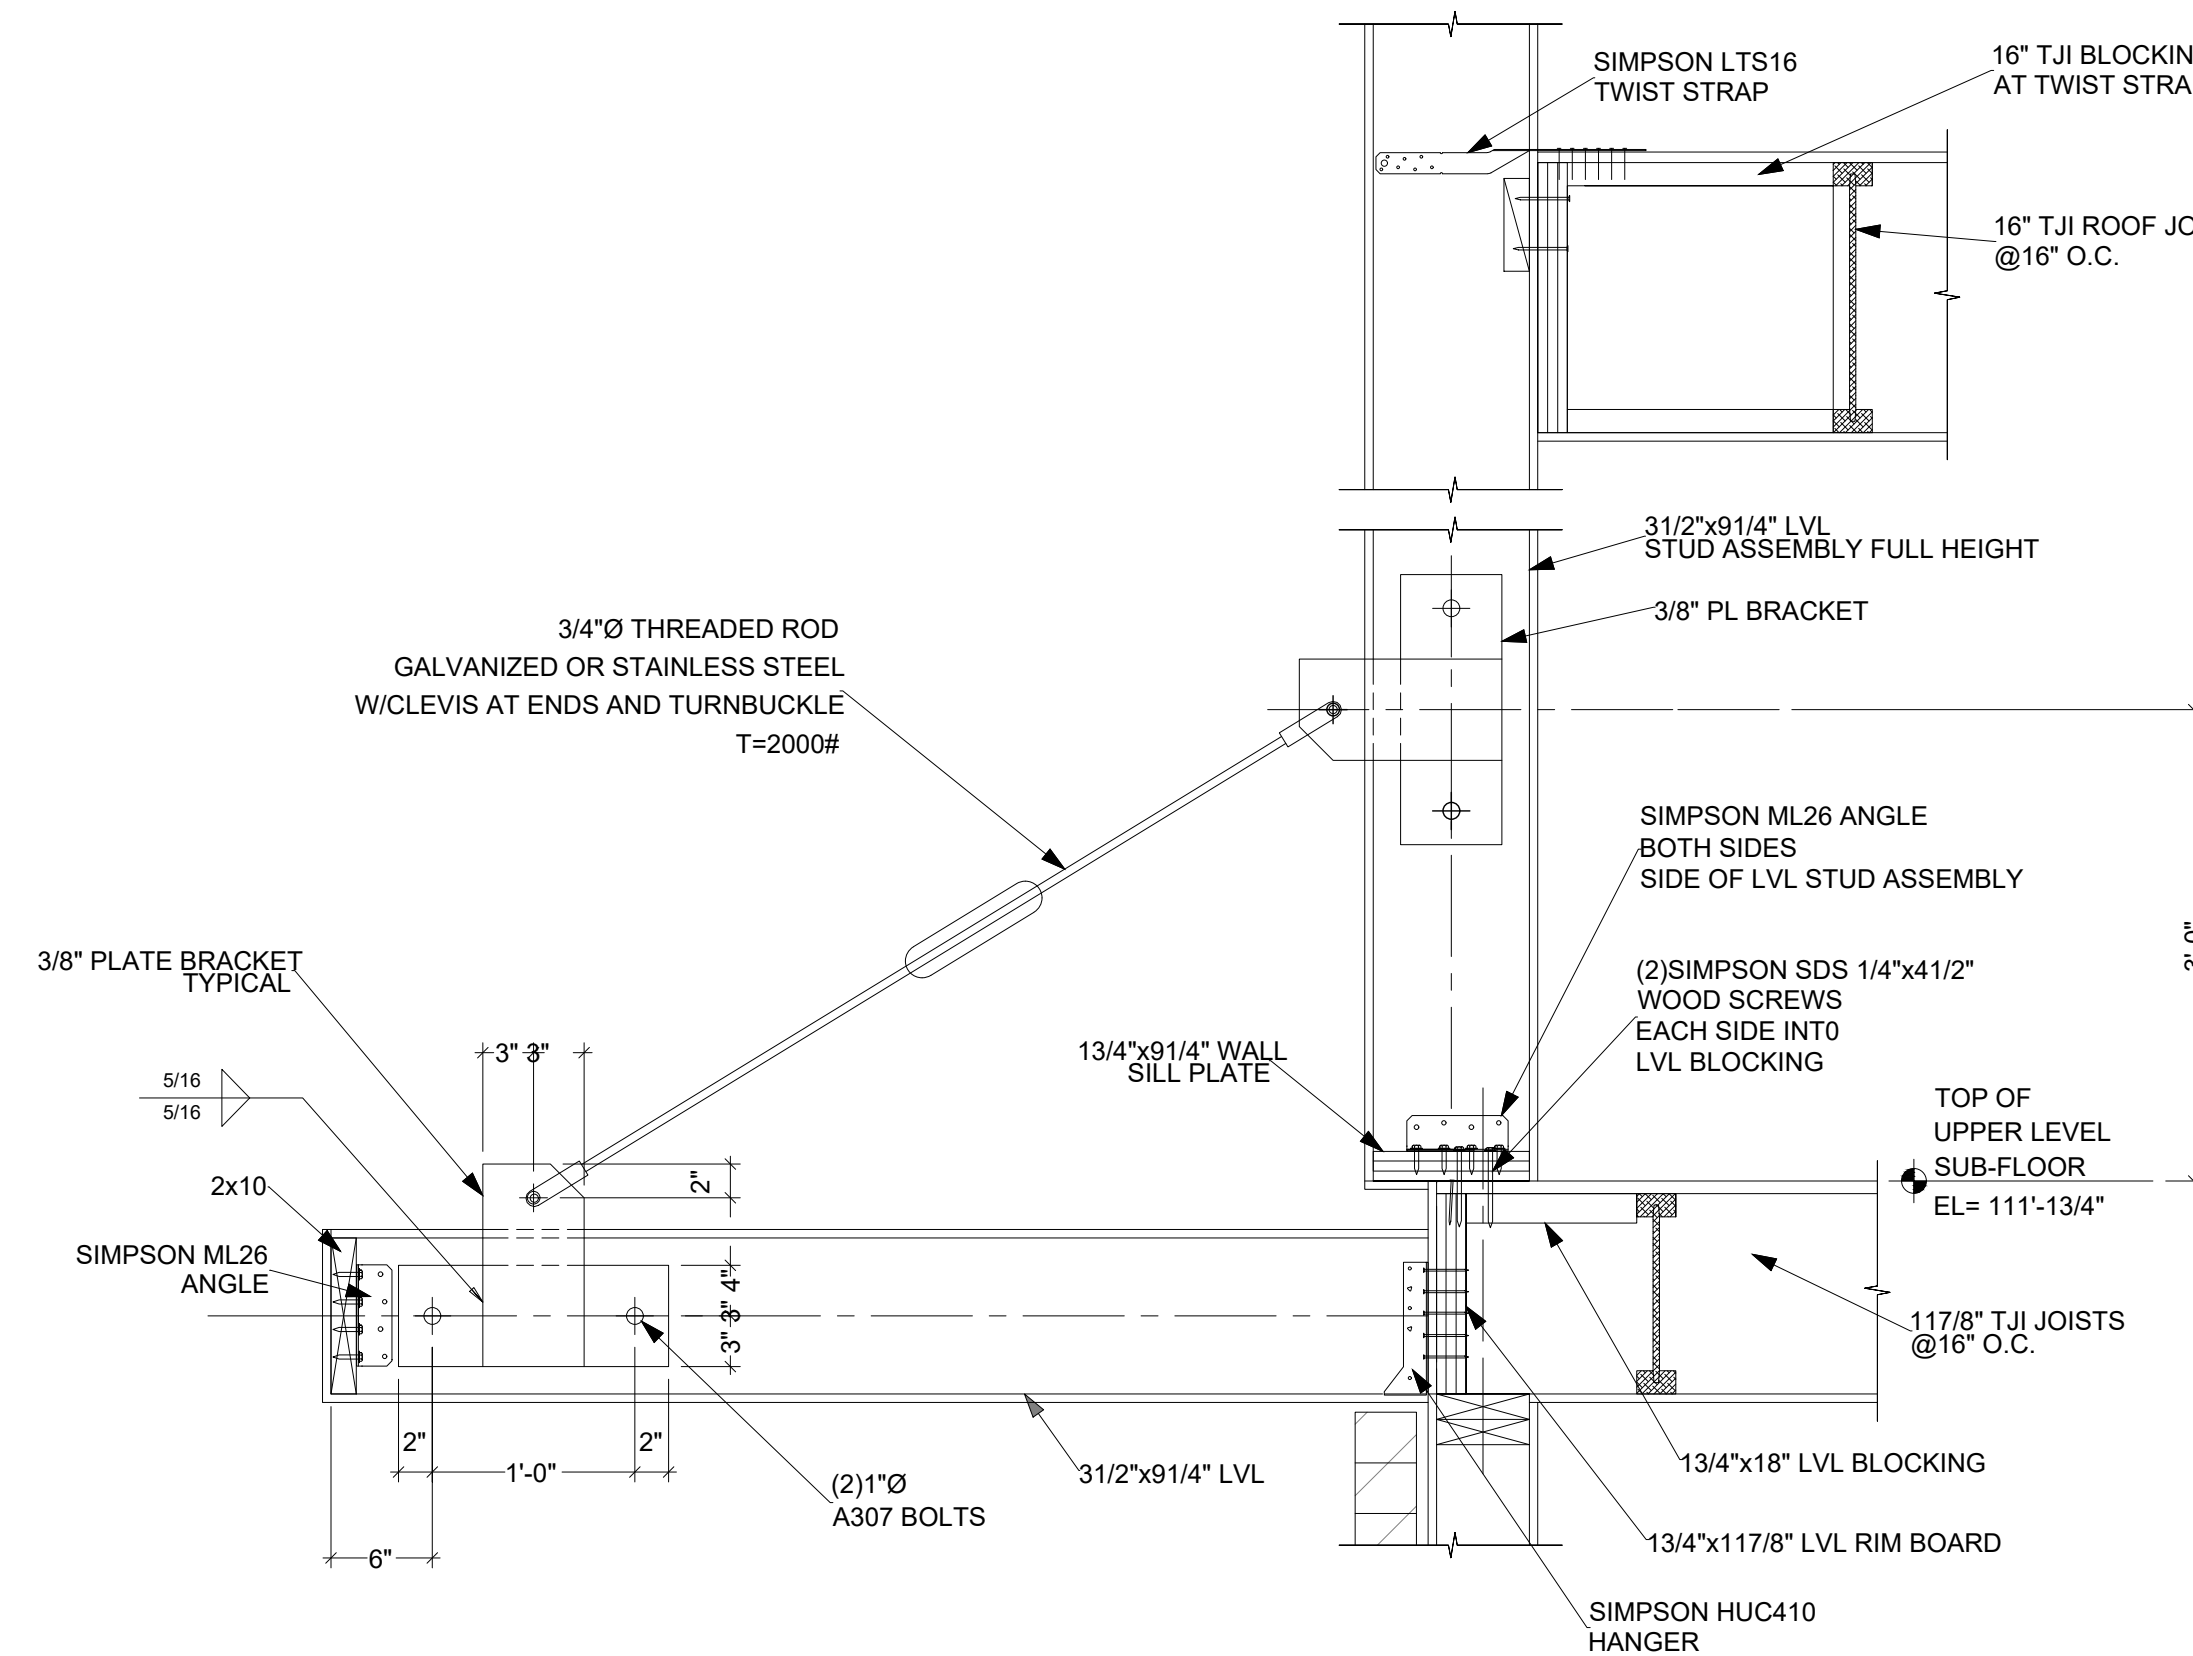 SIMPSON LTS16
TWIST STRAP
16" TJI BLOCKIN
AT TWIST STRA
16" TJI ROOF JO
@16" O.C.
31/2"x91/4" LVL
STUD ASSEMBLY FULL HEIGHT
3/8" PL BRACKET
3/4"Ø THREADED ROD
GALVANIZED OR STAINLESS STEEL
W/CLEVIS AT ENDS AND TURNBUCKLE
T=2000#
SIMPSON ML26 ANGLE
BOTH SIDES
SIDE OF LVL STUD ASSEMBLY
3/8" PLATE BRACKET
TYPICAL
(2)SIMPSON SDS 1/4"x41/2"
WOOD SCREWS
EACH SIDE INT0
LVL BLOCKING
3" 3"
13/4"x91/4" WALL
SILL PLATE
5/16
5/16
TOP OF
UPPER LEVEL
SUB-FLOOR
EL= 111'-13/4"
2"
2x10
SIMPSON ML26
ANGLE
3" 3" 4"
117/8" TJI JOISTS
@16" O.C.
2"
1'-0"
2"
(2)1"Ø
A307 BOLTS
31/2"x91/4" LVL
13/4"x18" LVL BLOCKING
6"
13/4"x117/8" LVL RIM BOARD
SIMPSON HUC410
HANGER